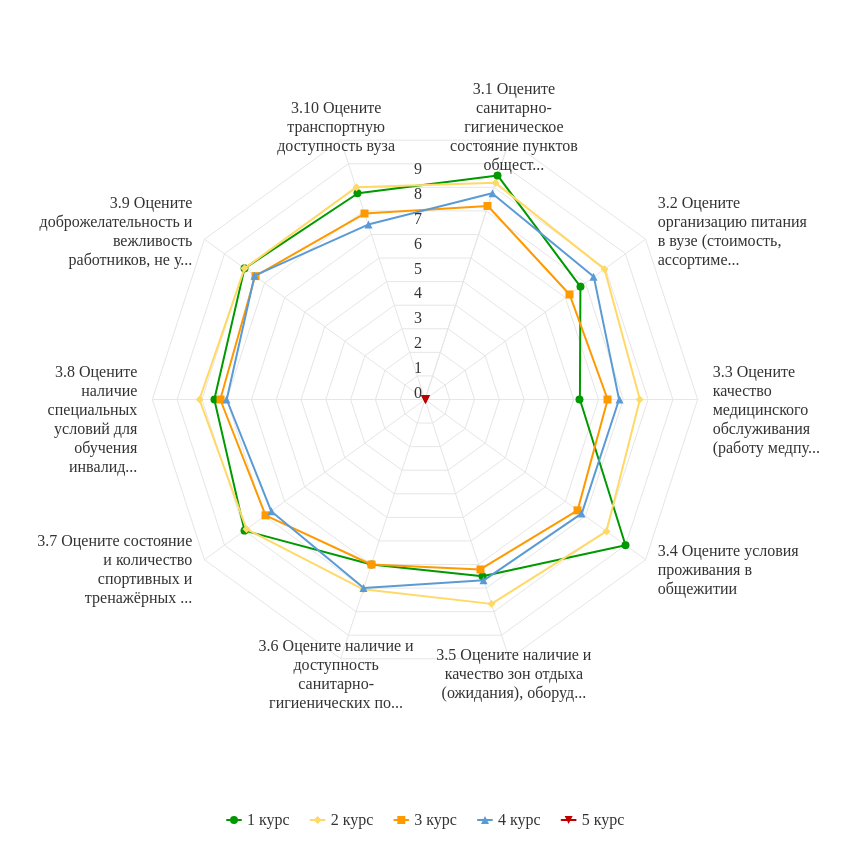 3.1 Оцените
санитарно-
гигиеническое
состояние пунктов
общест...
3.2 Оцените
организацию питания
в вузе (стоимость,
ассортиме...
3.3 Оцените
качество
медицинского
обслуживания
(работу медпу...
3.4 Оцените условия
проживания в
общежитии
3.5 Оцените наличие и
качество зон отдыха
(ожидания), оборуд...
3.6 Оцените наличие и
доступность
санитарно-
гигиенических по...
3.7 Оцените состояние
и количество
спортивных и
тренажёрных ...
3.8 Оцените
наличие
специальных
условий для
обучения
инвалид...
3.9 Оцените
доброжелательность и
вежливость
работников, не у...
3.10 Оцените
транспортную
доступность вуза
9
8
7
6
5
4
3
2
1
0
1 курс
2 курс
3 курс
4 курс
5 курс